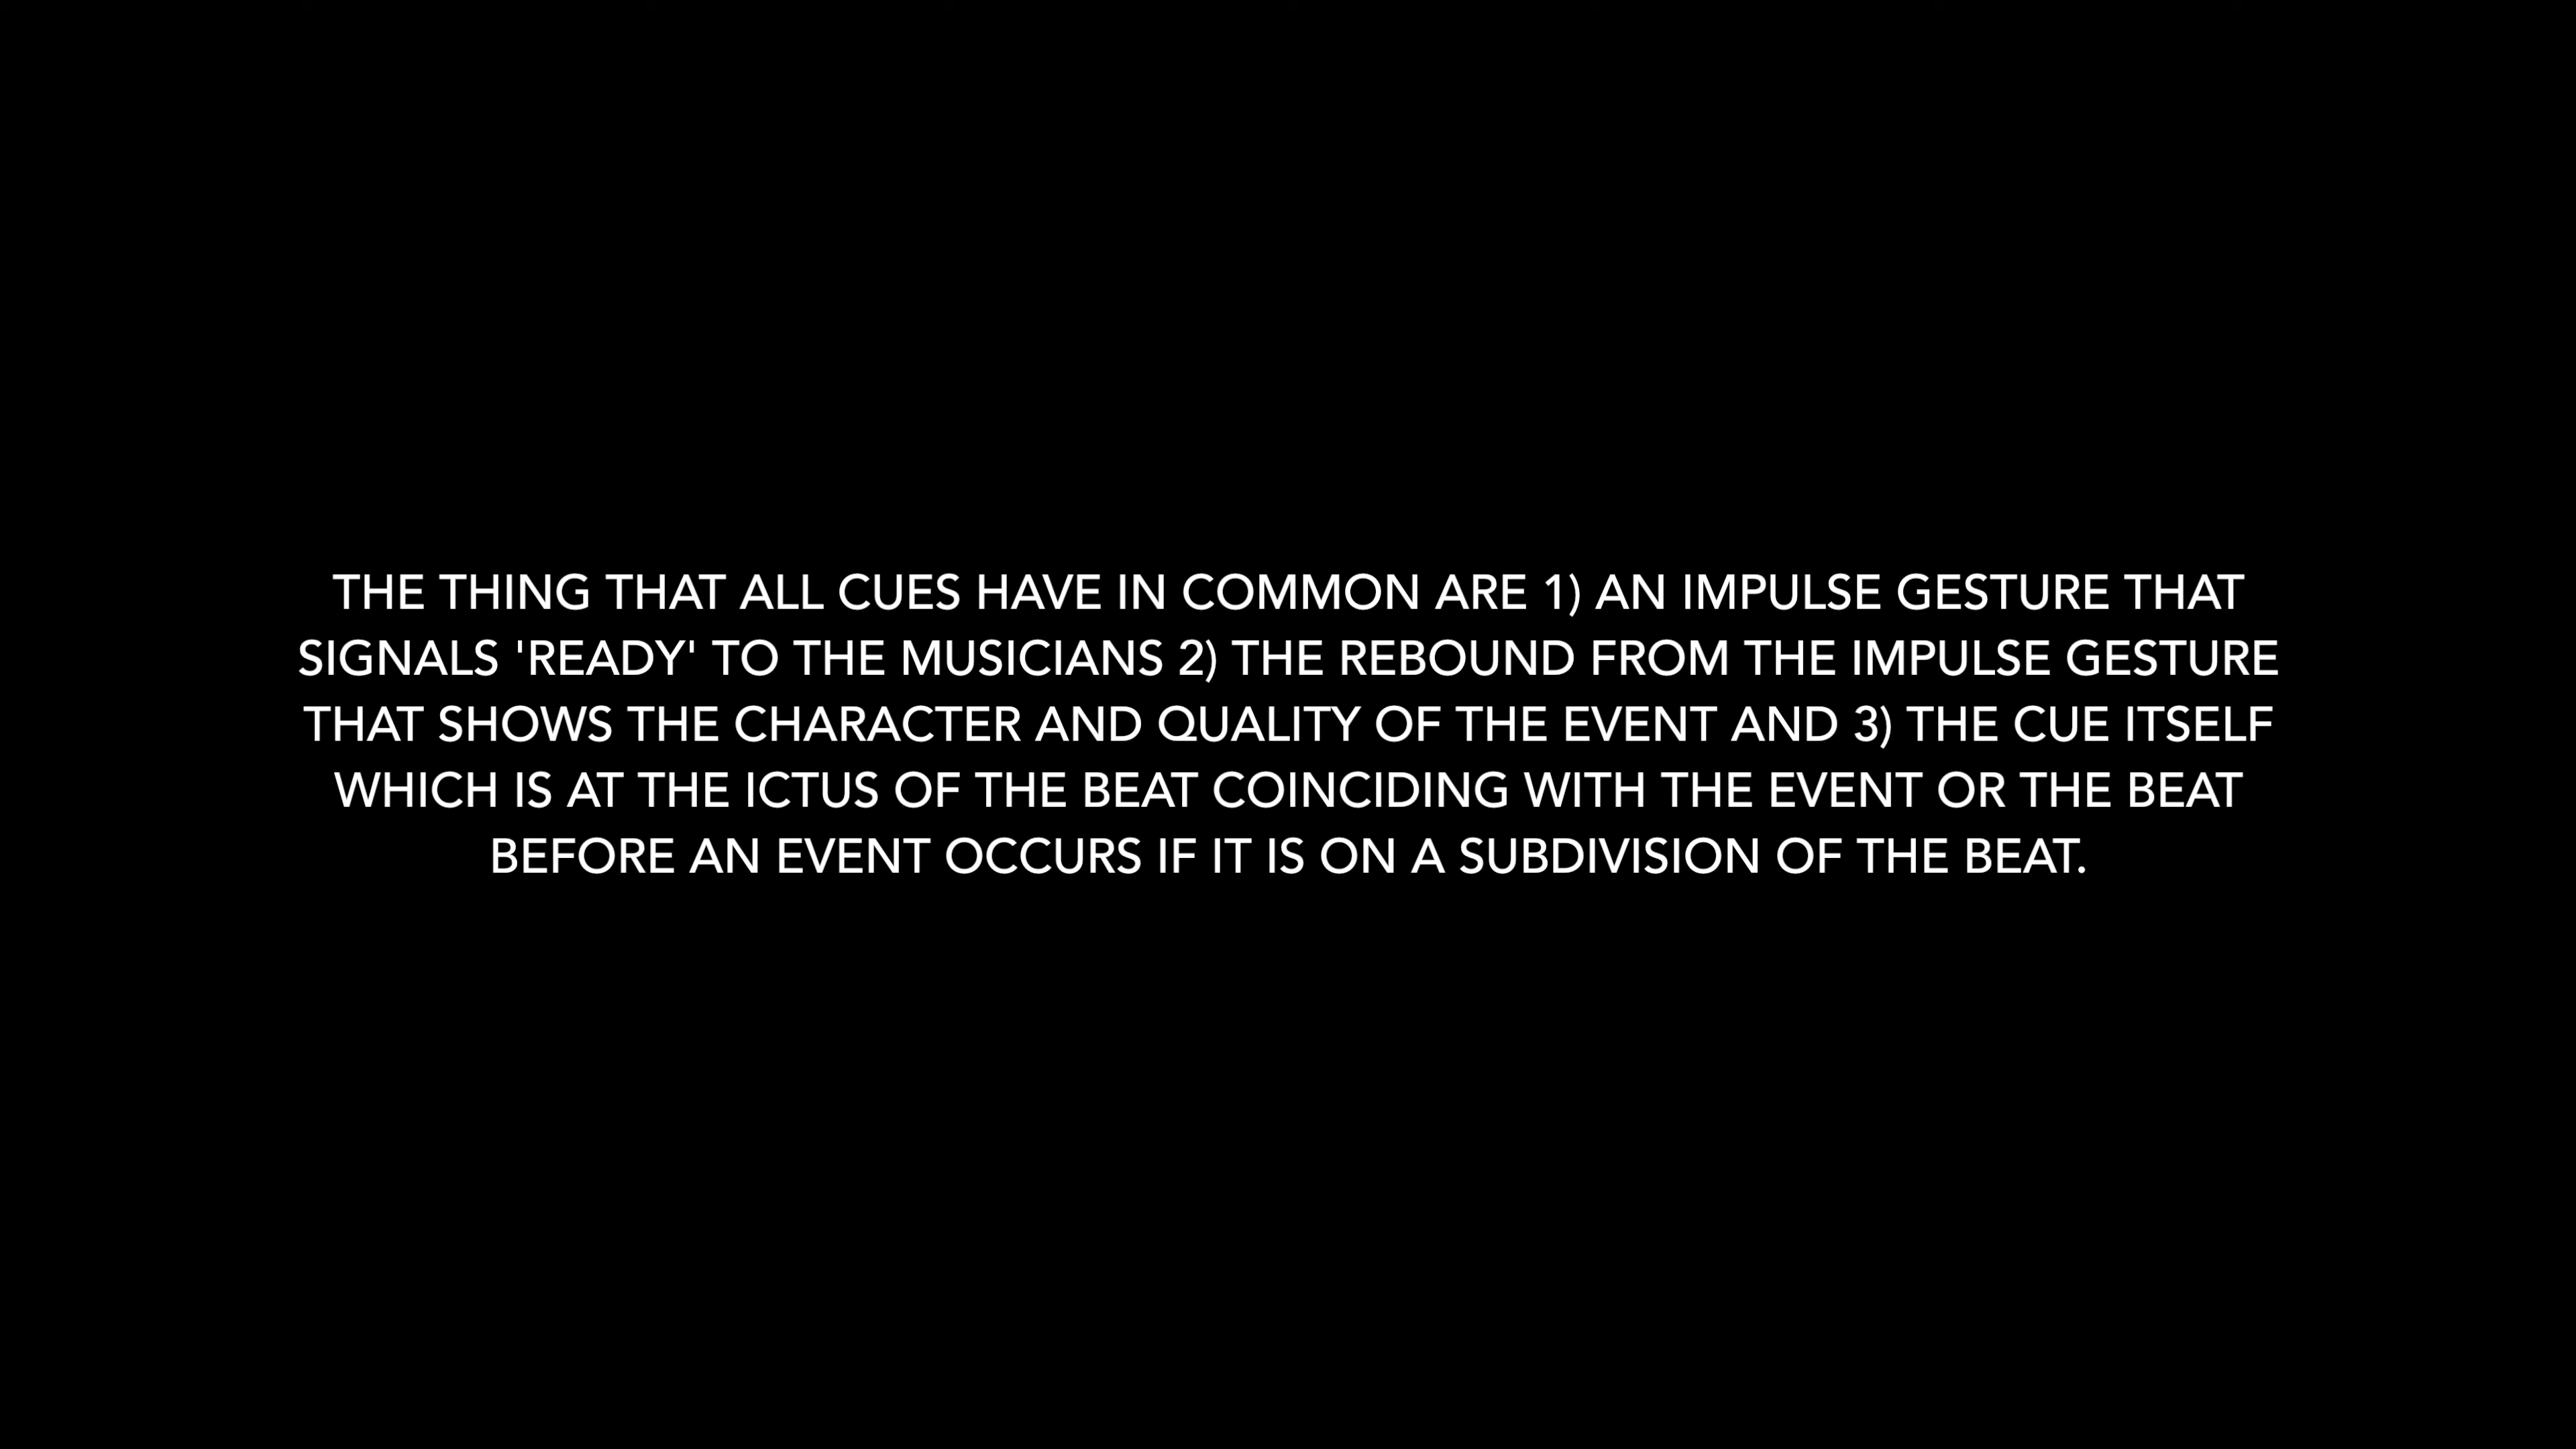 THE THING THAT ALL CUES HAVE IN COMMON ARE 1) AN IMPULSE GESTURE THAT
SIGNALS 'READY' TO THE MUSICIANS 2) THE REBOUND FROM THE IMPULSE GESTURE
THAT SHOWS THE CHARACTER AND QUALITY OF THE EVENT AND 3) THE CUE ITSELF
WHICH IS AT THE ICTUS OF THE BEAT COINCIDING WITH THE EVENT OR THE BEAT
BEFORE AN EVENT OCCURS IF IT IS ON A SUBDIVISION OF THE BEAT.